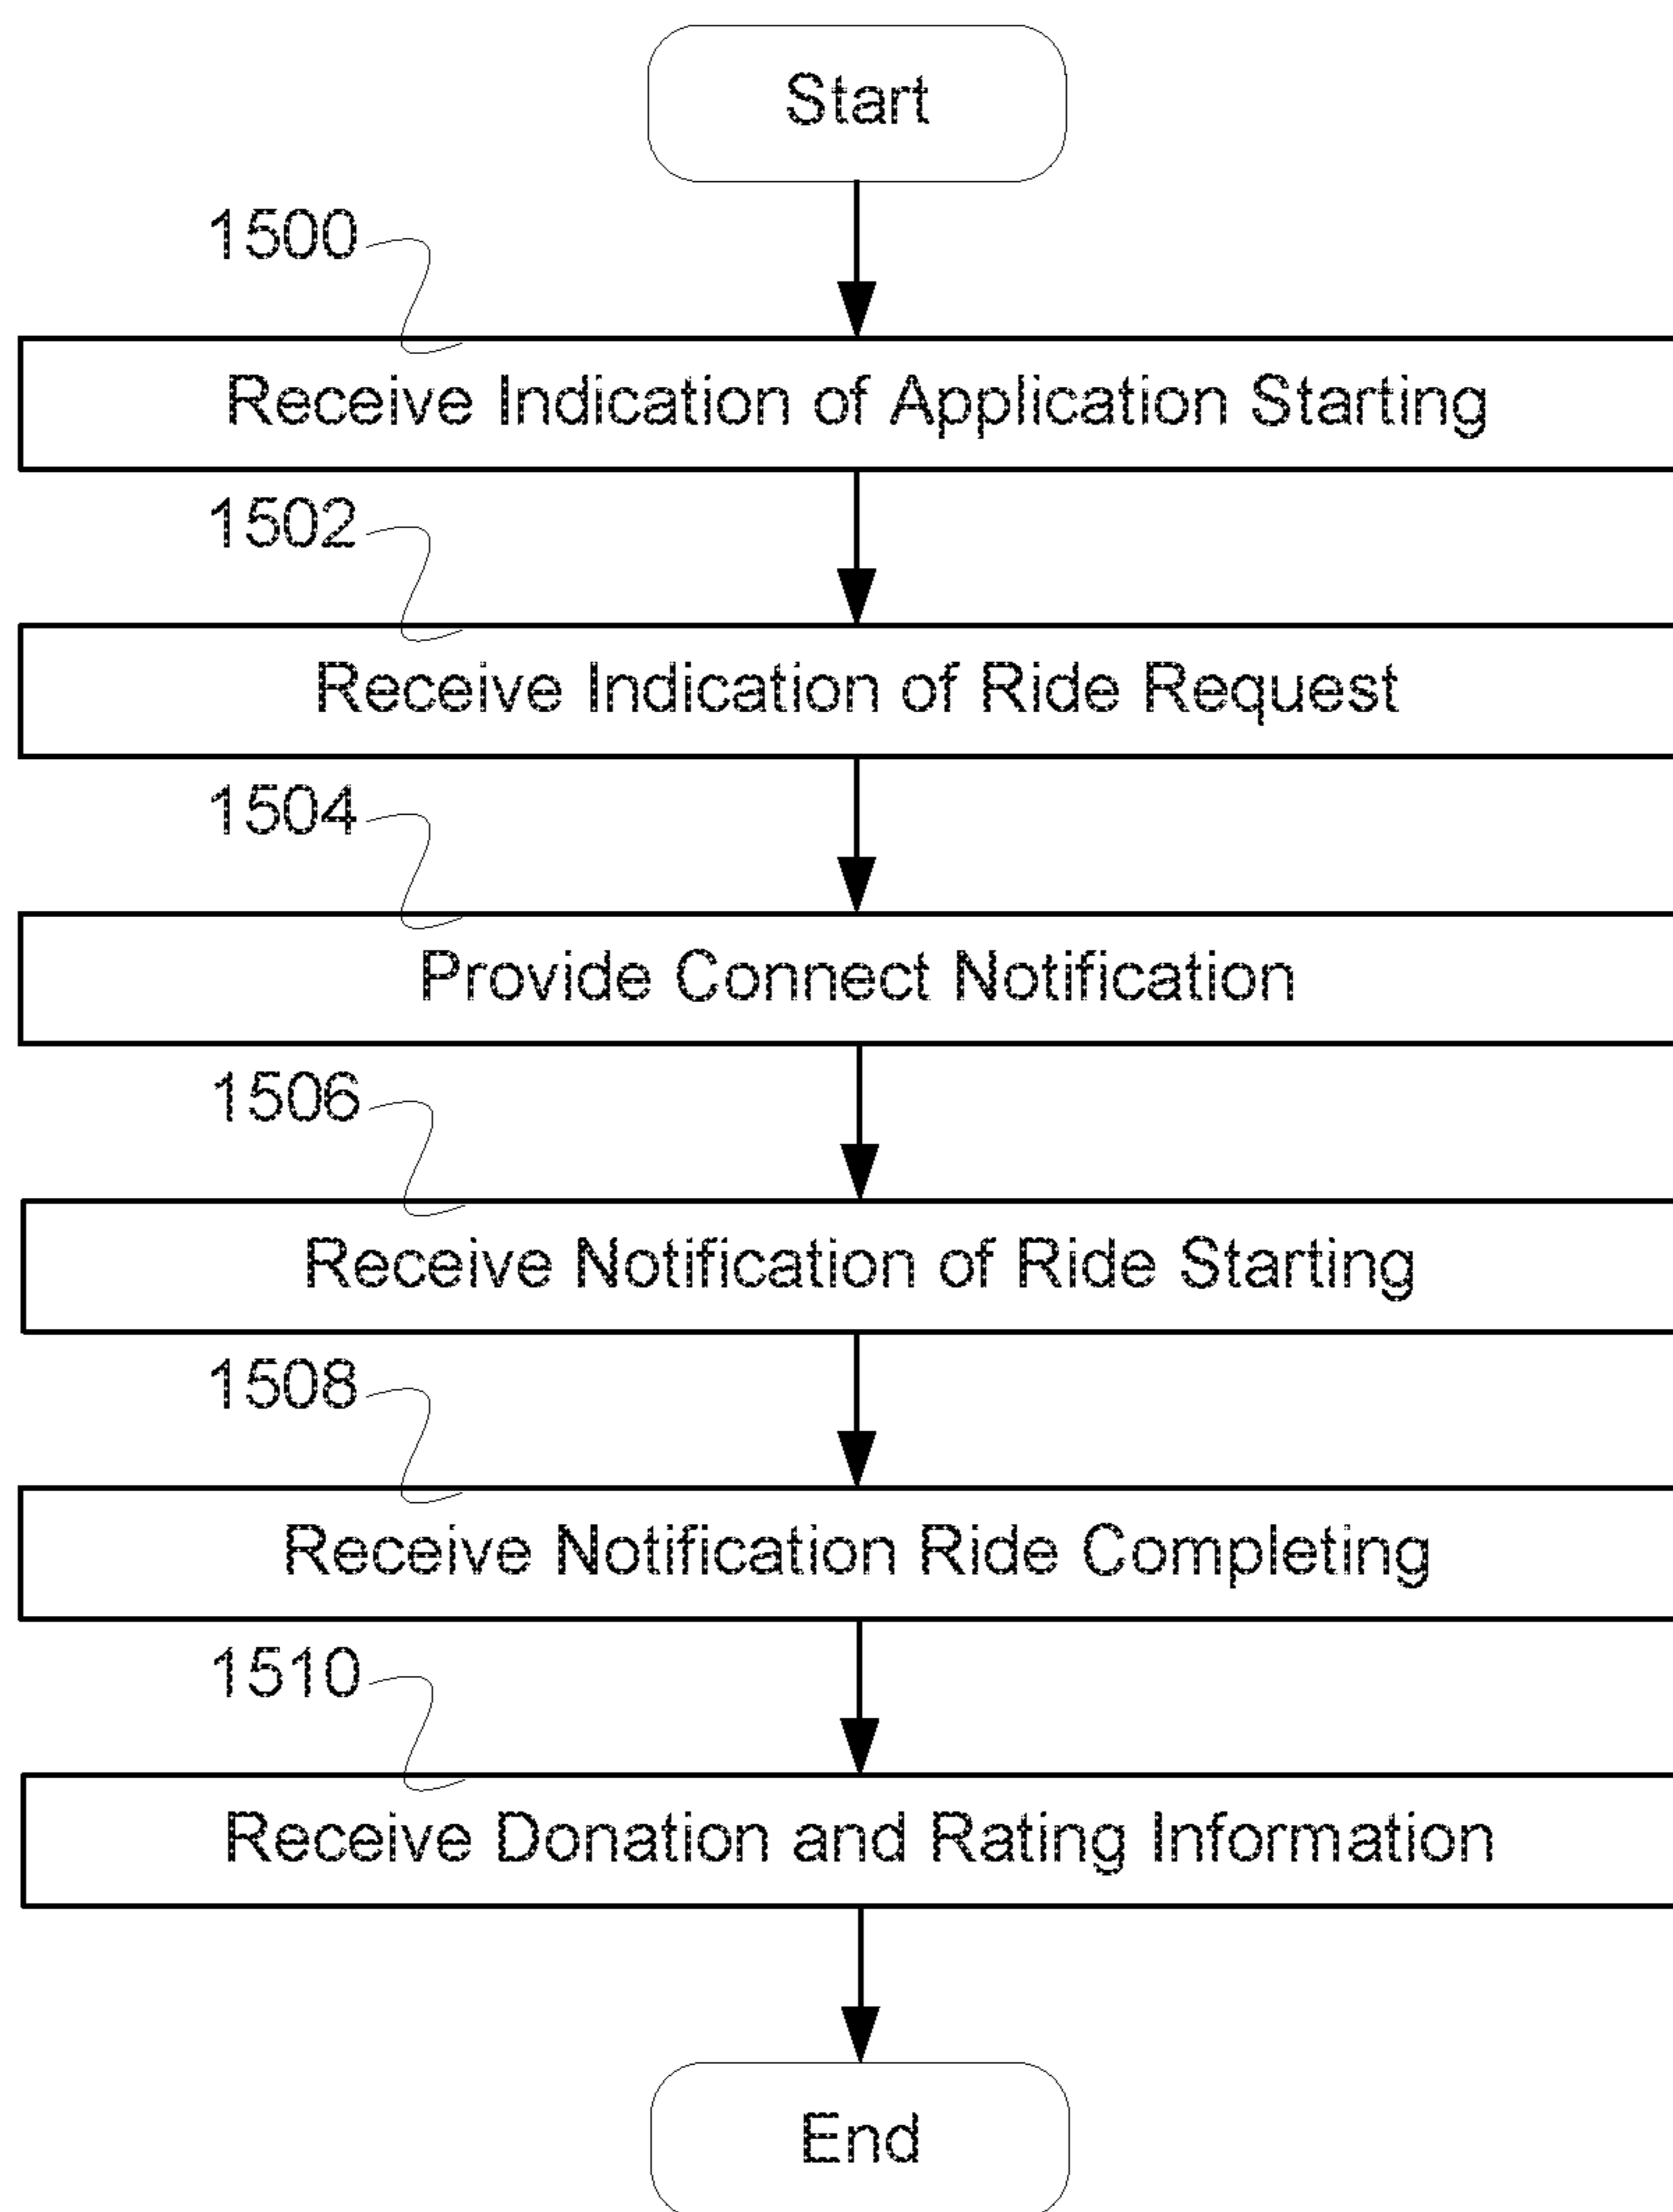 Start
1500
Receive Indication of Application Starting
1502
Receive Indication of Ride Request
1504
Provide Connect Notification
1506
Receive Notification of Ride Starting
1508
Receive Notification Ride Completing
1510
Receive Donation and Rating Information
End